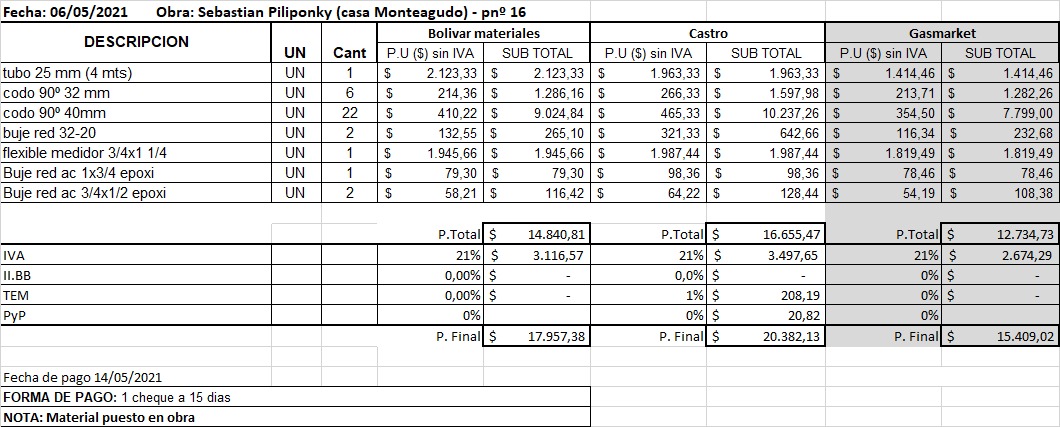 Fecha: 06/05/2021 Obra: Sebastian Piliponky (casa Monteagudo) - pnº 16
DESCRIPCION UN Cant Bolivar materiales Castro Gasmarket
P.U ($) sin IVA SUB TOTAL P.U ($) sin IVA SUB TOTAL P.U ($) sin IVA SUB TOTAL
tubo 25 mm (4 mts) UN 1 $ 2.123,33 $ 2.123,33 $ 1.963,33 $ 1.963,33 $ 1.414,46 $ 1.414,46
codo 90º 32 mm UN 6 $ 214,36 $ 1.286,16 $ 266,33 $ 1.597,98 $ 213,71 $ 1.282,26
codo 90º 40mm UN 22 $ 410,22 $ 9.024,84 $ 465,33 $ 10.237,26 $ 354,50 $ 7.799,00
buje red 32-20 UN 2 $ 132,55 $ 265,10 $ 321,33 $ 642,66 $ 116,34 $ 232,68
flexible medidor 3/4x1 1/4 UN 1 $ 1.945,66 $ 1.945,66 $ 1.987,44 $ 1.987,44 $ 1.819,49 $ 1.819,49
Buje red ac 1x3/4 epoxi UN 1 $ 79,30 $ 79,30 $ 98,36 $ 98,36 $ 78,46 $ 78,46
Buje red ac 3/4x1/2 epoxi UN 2 $ 58,21 $ 116,42 $ 64,22 $ 128,44 $ 54,19 $ 108,38
P.Total $ 14.840,81 P.Total $ 16.655,47 P.Total $ 12.734,73
IVA 21% $ 3.116,57 21% $ 3.497,65 21% $ 2.674,29
II.BB 0,00% $ - 0,0% $ - 0% $ -
TEM 0,00% $ - 1% $ 208,19 0% $ -
PyP 0% 0% $ 20,82 0%
P. Final $ 17.957,38 P. Final $ 20.382,13 P. Final $ 15.409,02
Fecha de pago 14/05/2021
FORMA DE PAGO: 1 cheque a 15 dias
NOTA: Material puesto en obra